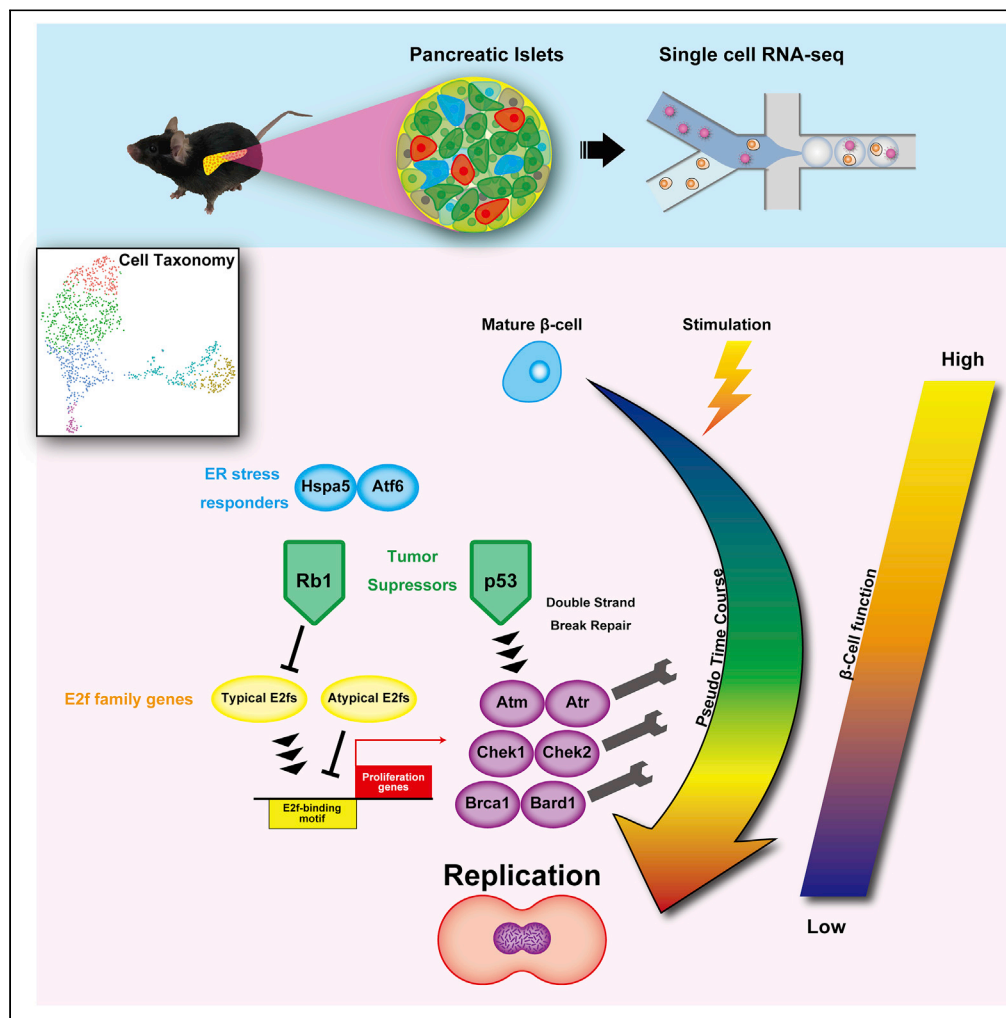 Pancreatic Islets
Single cell RNA-seq
Cell Taxonomy
Mature β-cell
Stimulation
High
ER stress
responders
Hspa5
Atf6
Rb1
Tumor
Supressors
p53
Double Strand
Break Repair
Pseudo Time Course
β-Cell function
E2f family genes
Typical E2fs
Atypical E2fs
Atm
Atr
Chek1
Chek2
Proliferation
genes
E2f-binding
motif
Brca1
Bard1
Replication
Low